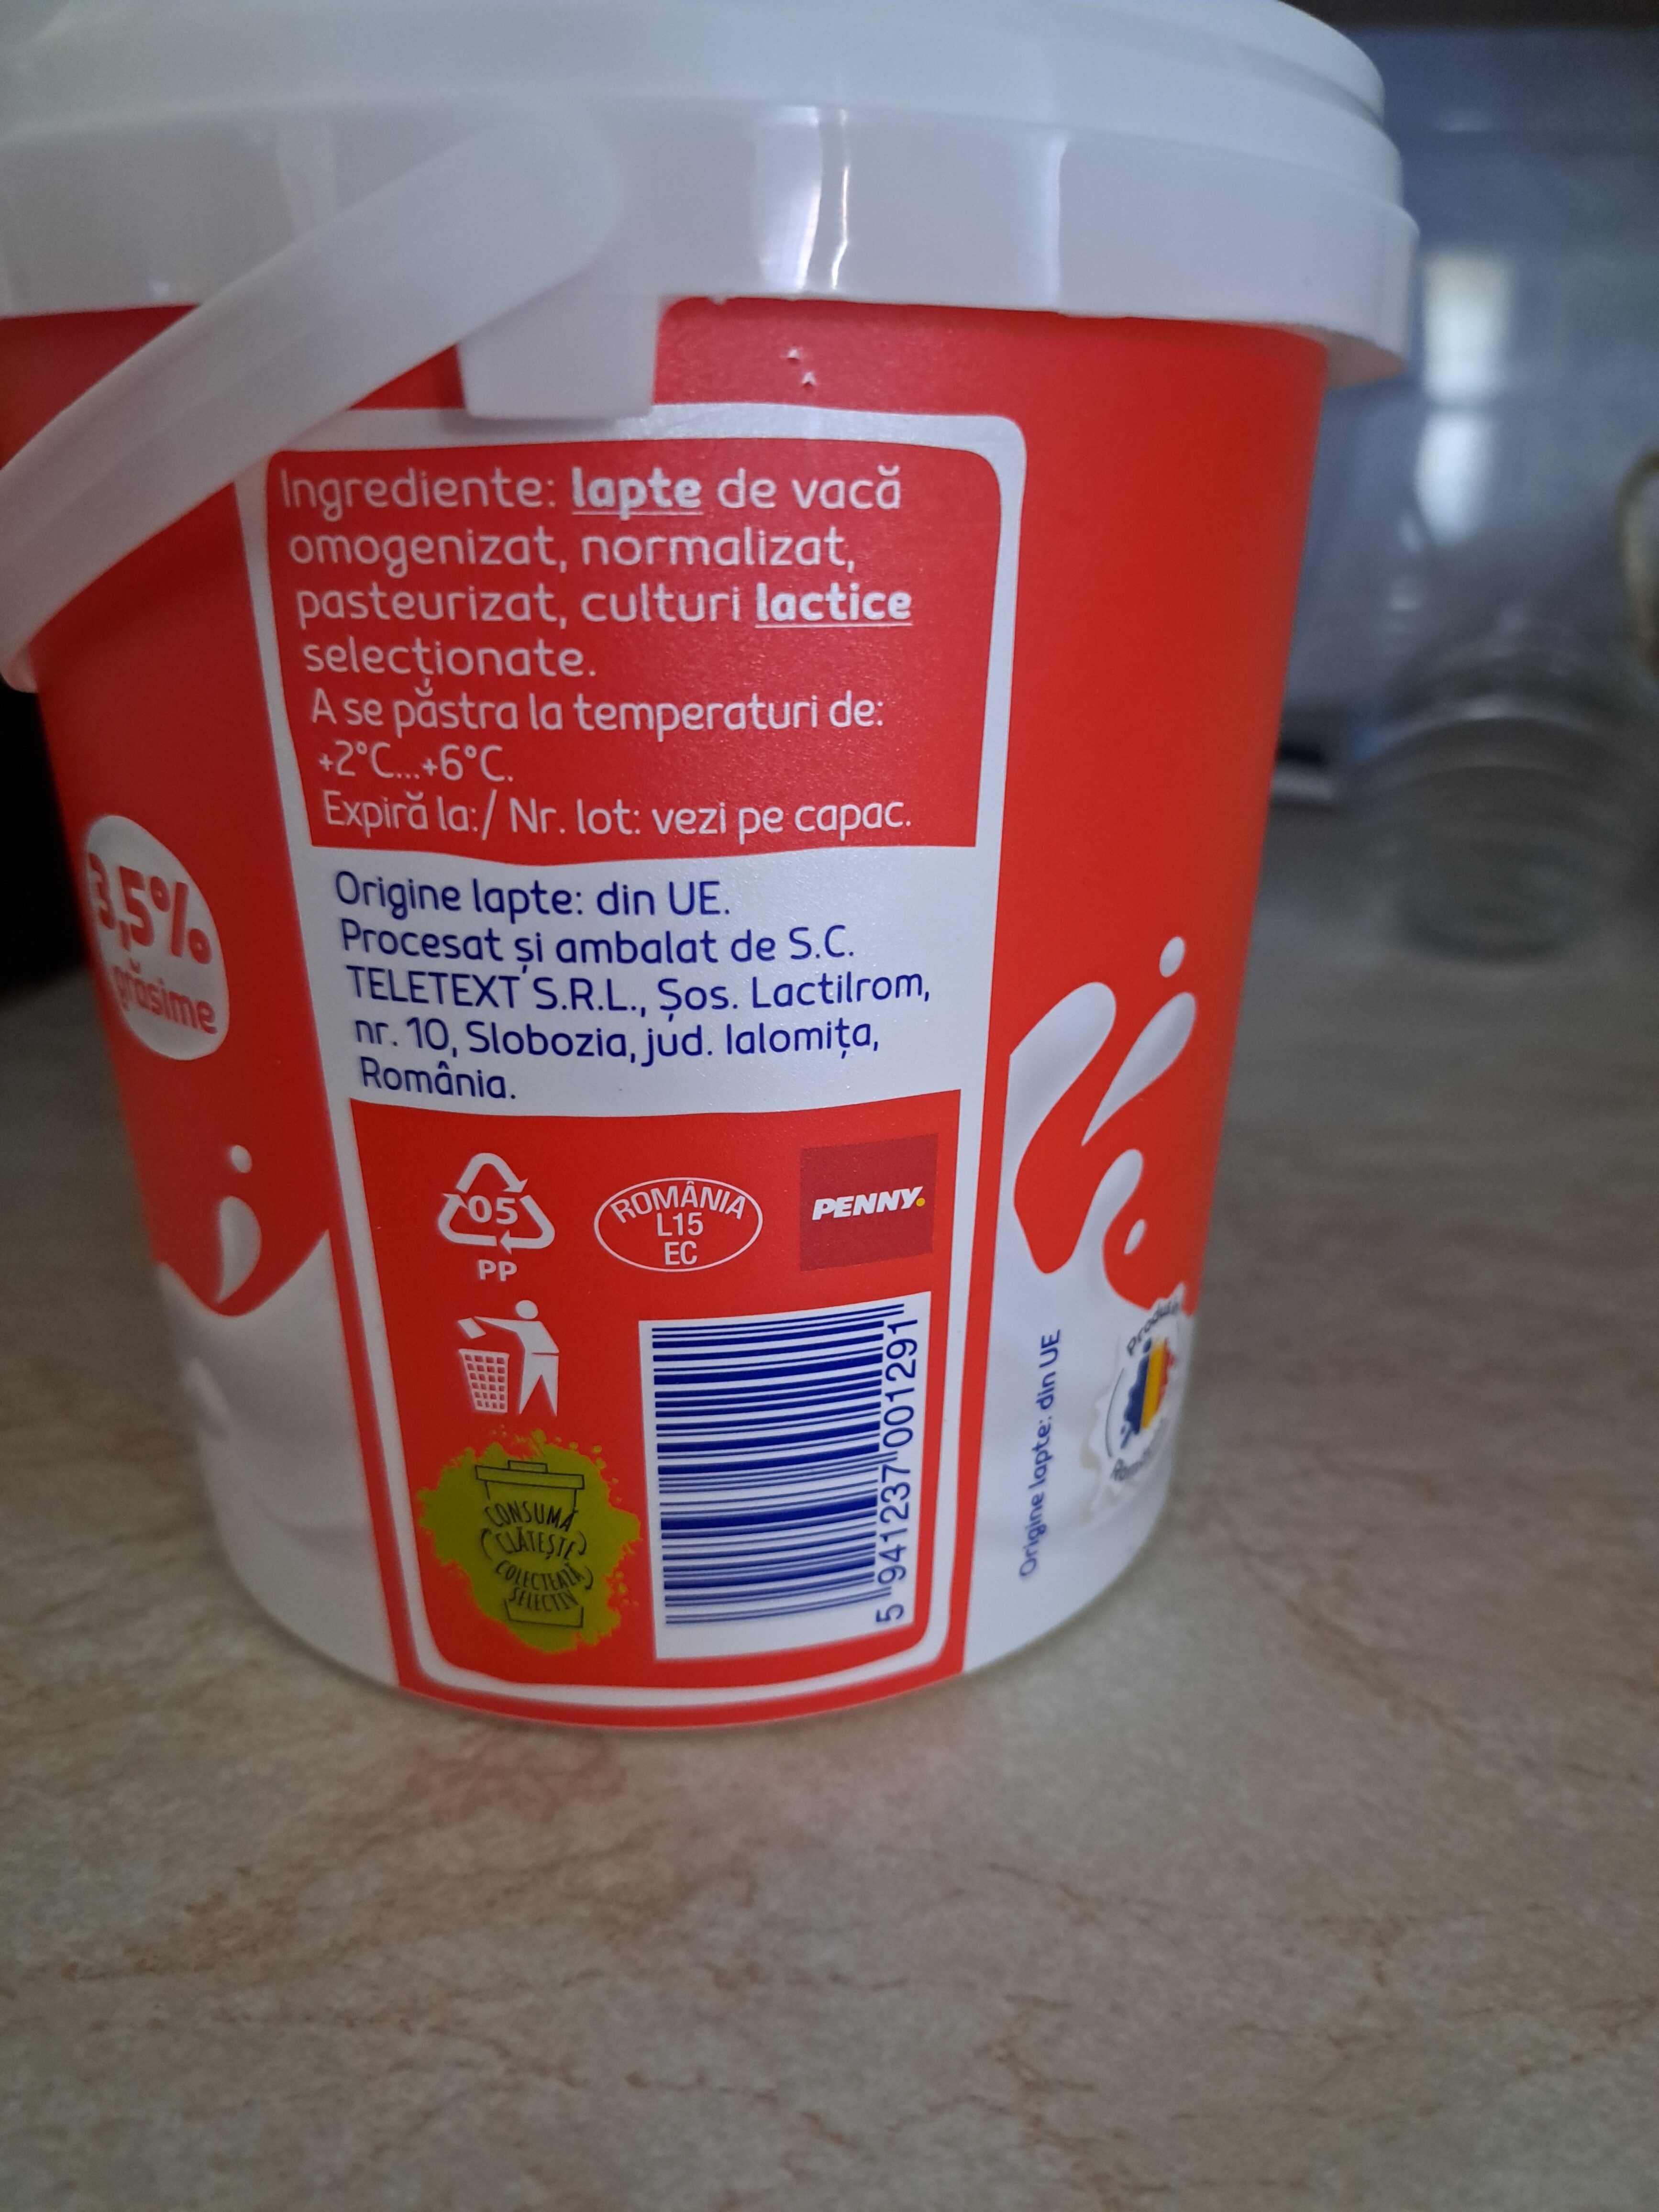 Ingrediente: lapte de vacă
omogenizat, normalizat,
pasteurizat, culturi lactice
selecționate.
A se păstra la temperaturi de:
+2°C...+6°C.
Expiră la:/ Nr. lot: vezi pe capac.
3,5%
grăsime
Origine lapte: din UE.
Procesat și ambalat de S.C.
TELETEXT S.R.L., Șos. Lactilrom,
nr. 10, Slobozia, jud. Ialomița,
România.
05
PP
ROMÂNIA
L15
EC
PENNY.
CONSUMĂ
CLĂTEȘTE
COLECTEAZĂ
SELECTIV
5 941237 001291
Origine lapte: din UE